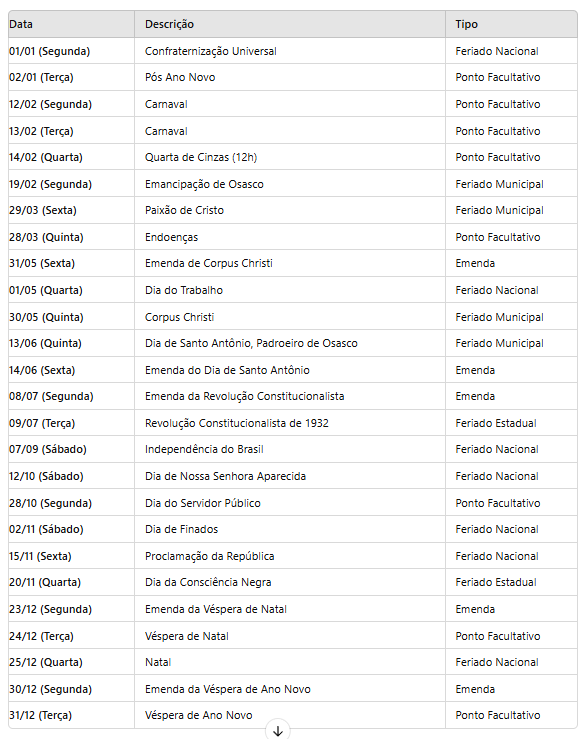 Data Descrição Tipo
01/01 (Segunda) Confraternização Universal Feriado Nacional
02/01 (Terça) Pós Ano Novo Ponto Facultativo
12/02 (Segunda) Carnaval Ponto Facultativo
13/02 (Terça) Carnaval Ponto Facultativo
14/02 (Quarta) Quarta de Cinzas (12h) Ponto Facultativo
19/02 (Segunda) Emancipação de Osasco Feriado Municipal
29/03 (Sexta) Paixão de Cristo Feriado Municipal
28/03 (Quinta) Endoenças Ponto Facultativo
31/05 (Sexta) Emenda de Corpus Christi Emenda
01/05 (Quarta) Dia do Trabalho Feriado Nacional
30/05 (Quinta) Corpus Christi Feriado Municipal
13/06 (Quinta) Dia de Santo Antônio, Padroeiro de Osasco Feriado Municipal
14/06 (Sexta) Emenda do Dia de Santo Antônio Emenda
08/07 (Segunda) Emenda da Revolução Constitucionalista Emenda
09/07 (Terça) Revolução Constitucionalista de 1932 Feriado Estadual
07/09 (Sábado) Independência do Brasil Feriado Nacional
12/10 (Sábado) Dia de Nossa Senhora Aparecida Feriado Nacional
28/10 (Segunda) Dia do Servidor Público Ponto Facultativo
02/11 (Sábado) Dia de Finados Feriado Nacional
15/11 (Sexta) Proclamação da República Feriado Nacional
20/11 (Quarta) Dia da Consciência Negra Feriado Estadual
23/12 (Segunda) Emenda da Véspera de Natal Emenda
24/12 (Terça) Véspera de Natal Ponto Facultativo
25/12 (Quarta) Natal Feriado Nacional
30/12 (Segunda) Emenda da Véspera de Ano Novo Emenda
31/12 (Terça) Véspera de Ano Novo Ponto Facultativo